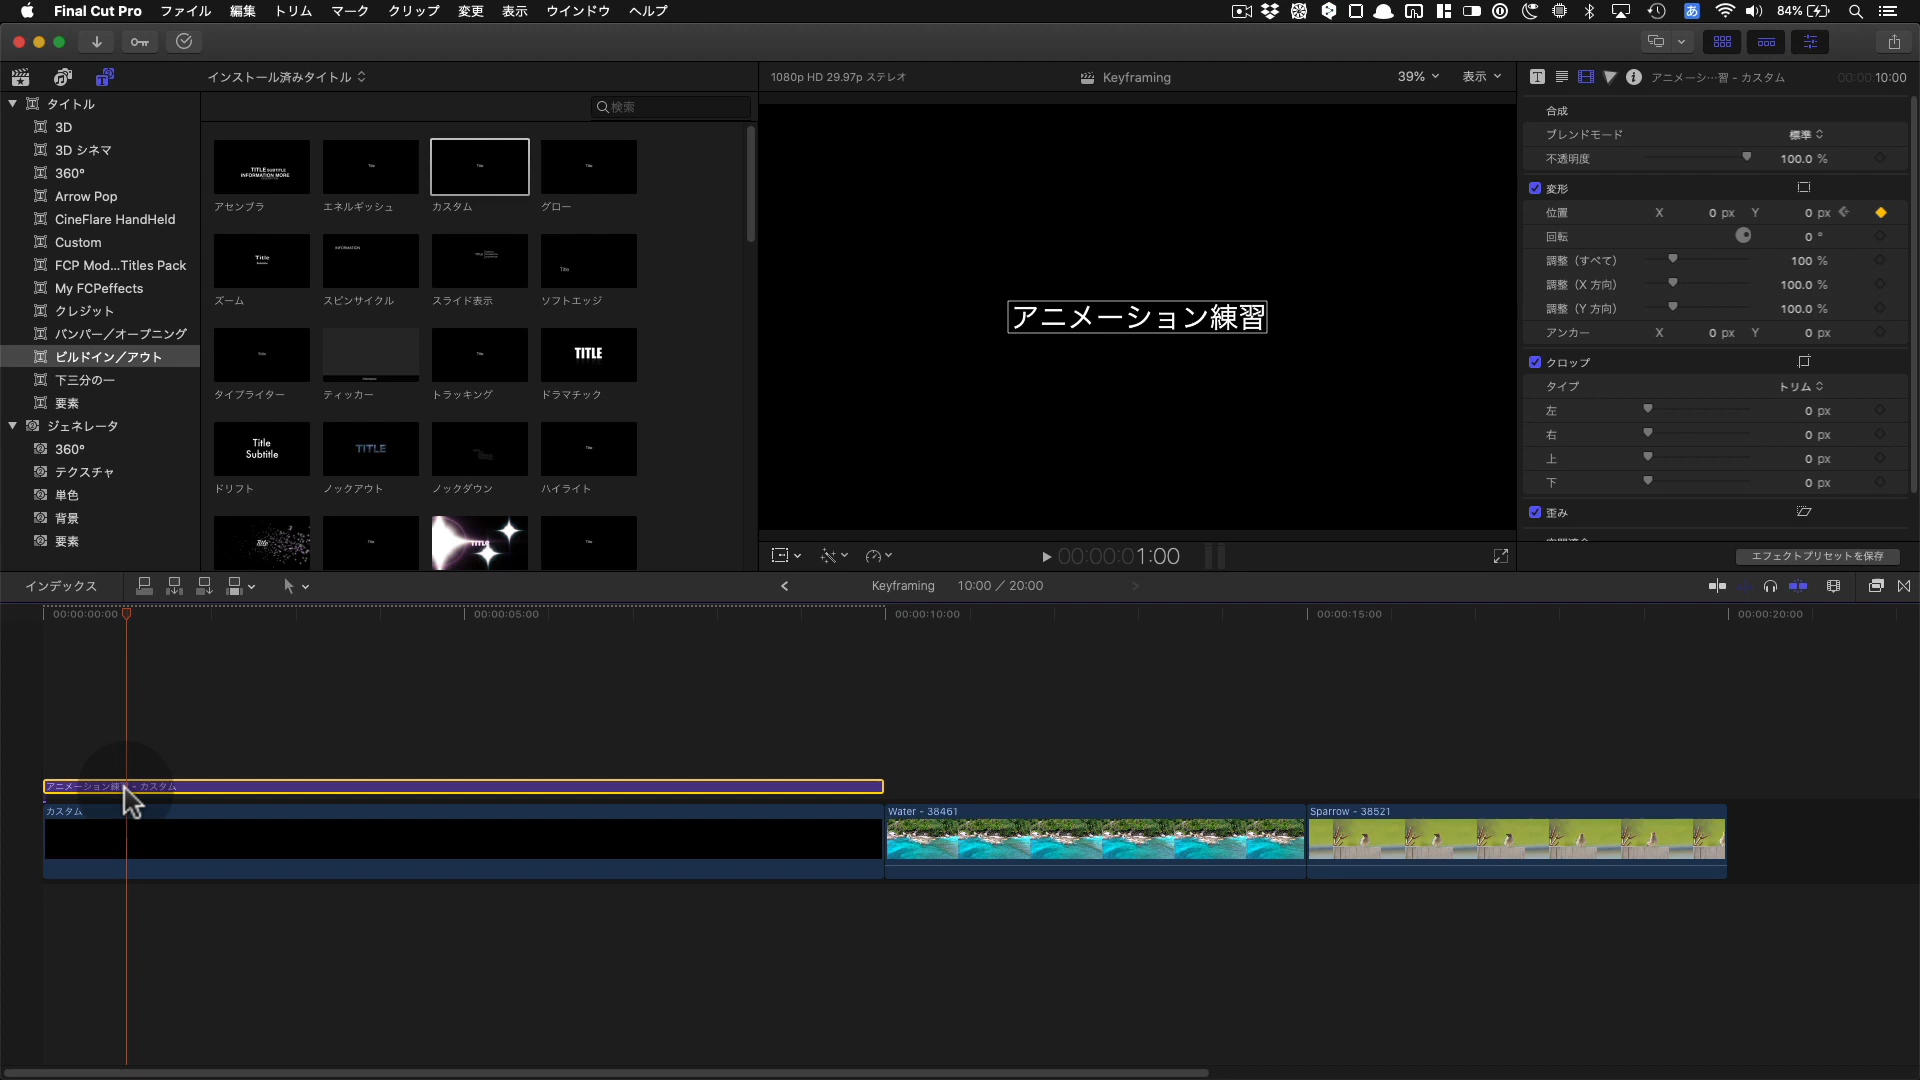 Final Cut Pro ファイル 編集 トリム マーク クリップ 変更 表示 ウインドウ ヘルプ
あ 84%
インストール済みタイトル
1080p HD 29.97p ステレオ
Keyframing
39%
表示
アニメーシ…習 - カスタム
00:00:10:00
検索
タイトル
3D
3D シネマ
360°
Arrow Pop
CineFlare HandHeld
Custom
FCP Mod...Titles Pack
My FCPeffects
クレジット
バンパー／オープニング
ビルドイン／アウト
下三分の一
要素
ジェネレータ
360°
テクスチャ
単色
背景
要素
TITLE SUBTITLE
INFORMATION MORE
Title
Title
Title
アセンブラ
エネルギッシュ
カスタム
グロー
Title
INFORMATION
Title
ズーム
スピンサイクル
スライド表示
ソフトエッジ
TITLE
タイプライター
ティッカー
トラッキング
ドラマチック
Title
Subtitle
TITLE
Title
ドリフト
ノックアウト
ノックダウン
ハイライト
Title
Title
TITLE
Title
アニメーション練習
合成
ブレンドモード 標準
不透明度 100.0 %
変形
位置 X 0 px Y 0 px
回転 0 °
調整（すべて） 100 %
調整（X 方向） 100.0 %
調整（Y 方向） 100.0 %
アンカー X 0 px Y 0 px
クロップ
タイプ トリム
左 0 px
右 0 px
上 0 px
下 0 px
歪み
エフェクトプリセットを保存
00:00:01:00
インデックス
Keyframing 10:00 / 20:00
00:00:00:00
00:00:05:00
00:00:10:00
00:00:15:00
00:00:20:00
アニメーション練習 - カスタム
カスタム
Water - 38461
Sparrow - 38521